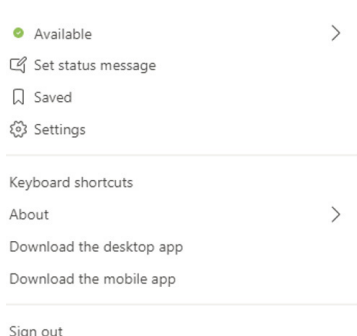 Available
Set status message
Saved
Settings
Keyboard shortcuts
About
Download the desktop app
Download the mobile app
Sign out